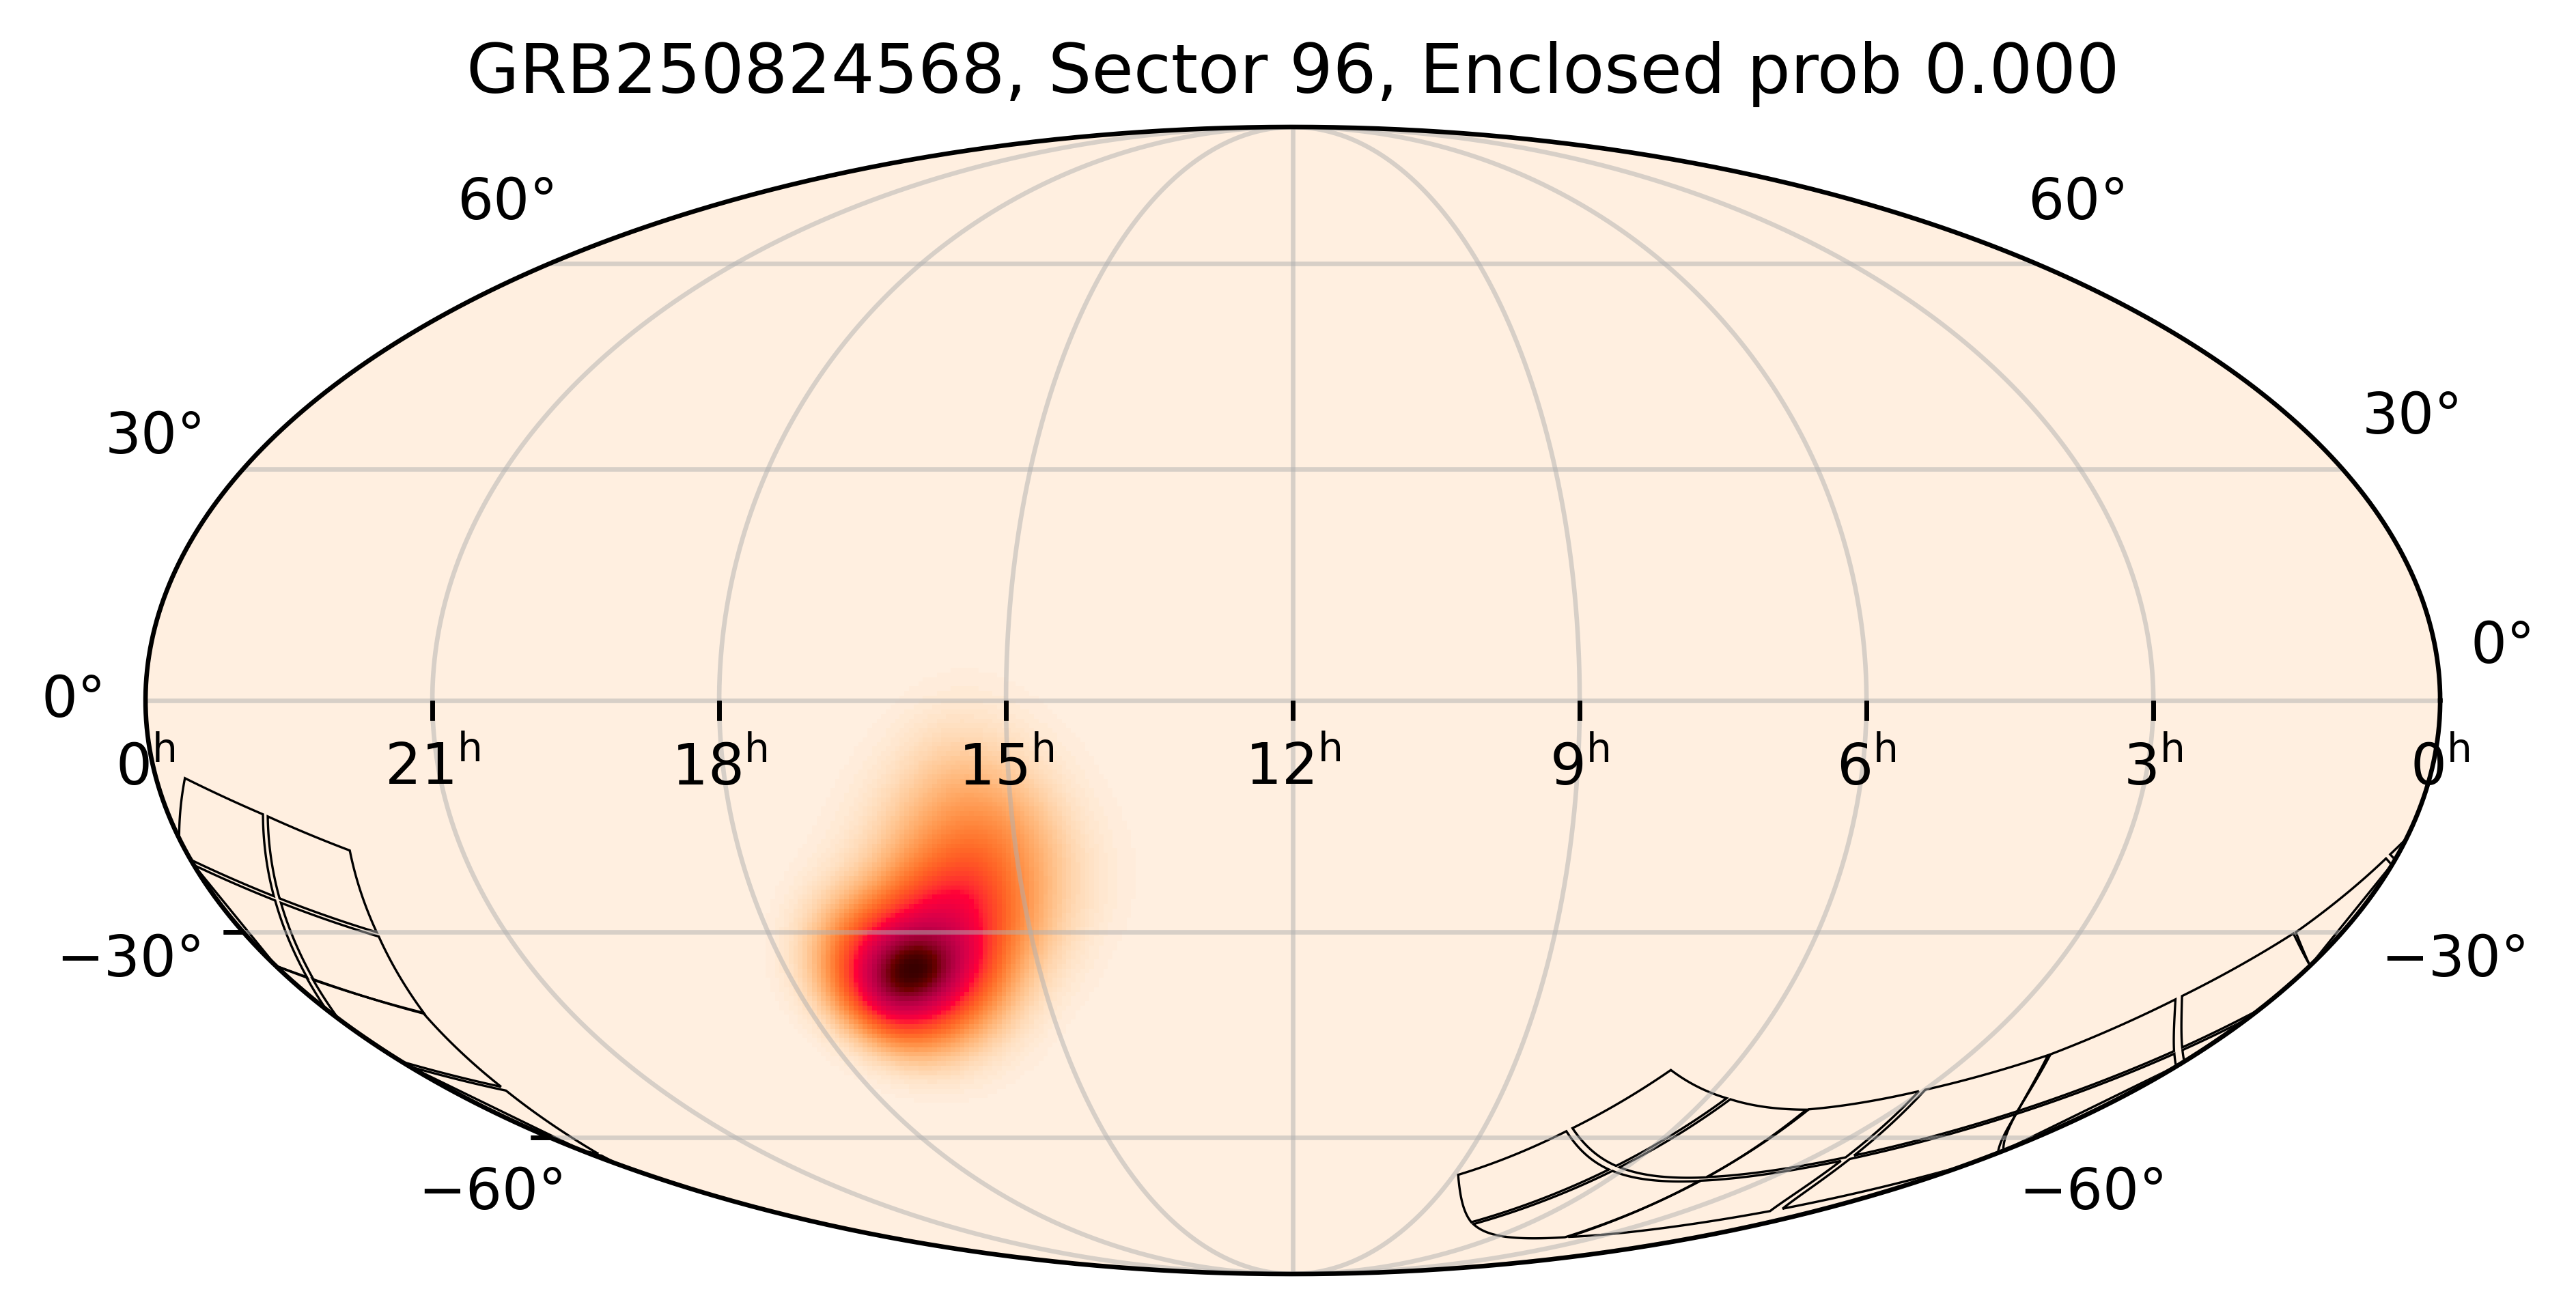 GRB250824568, Sector 96, Enclosed prob 0.000
60° 60°
30° 30°
0° 0°
0h 21h 18h 15h 12h 9h 6h 3h 0h
−30° −30°
−60° −60°